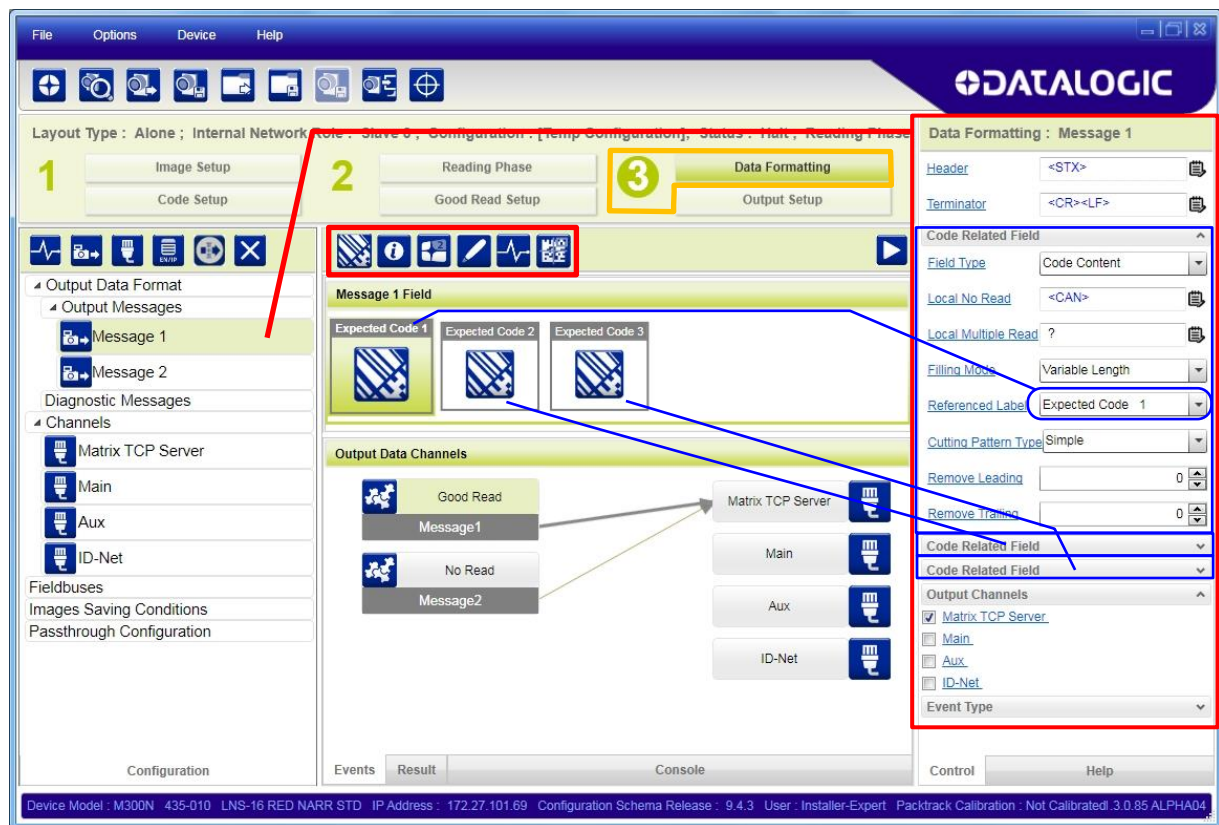 File Options Device Help
DATALOGIC
Layout Type : Alone ; Internal Network Role : Slave 0 ; Configuration : [Temp Configuration], Status : Halt ; Reading Phase
1
Image Setup
Code Setup
2
Reading Phase
Good Read Setup
3
Data Formatting
Output Setup
EN/IP
Output Data Format
Output Messages
Message 1
Message 2
Diagnostic Messages
Channels
Matrix TCP Server
Main
Aux
ID-Net
Fieldbuses
Images Saving Conditions
Passthrough Configuration
Configuration
Message 1 Field
Expected Code 1 Expected Code 2 Expected Code 3
Output Data Channels
Good Read
Message1
No Read
Message2
Matrix TCP Server
Main
Aux
ID-Net
Events Result Console
Data Formatting : Message 1
Header <STX>
Terminator <CR><LF>
Code Related Field
Field Type Code Content
Local No Read <CAN>
Local Multiple Read ?
Filling Mode Variable Length
Referenced Label Expected Code 1
Cutting Pattern Type Simple
Remove Leading 0
Remove Trailing 0
Code Related Field
Code Related Field
Output Channels
Matrix TCP Server
Main
Aux
ID-Net
Event Type
Control Help
Device Model : M300N 435-010 LNS-16 RED NARR STD IP Address : 172.27.101.69 Configuration Schema Release : 9.4.3 User : Installer-Expert Packtrack Calibration : Not Calibrated!.3.0.85 ALPHA04